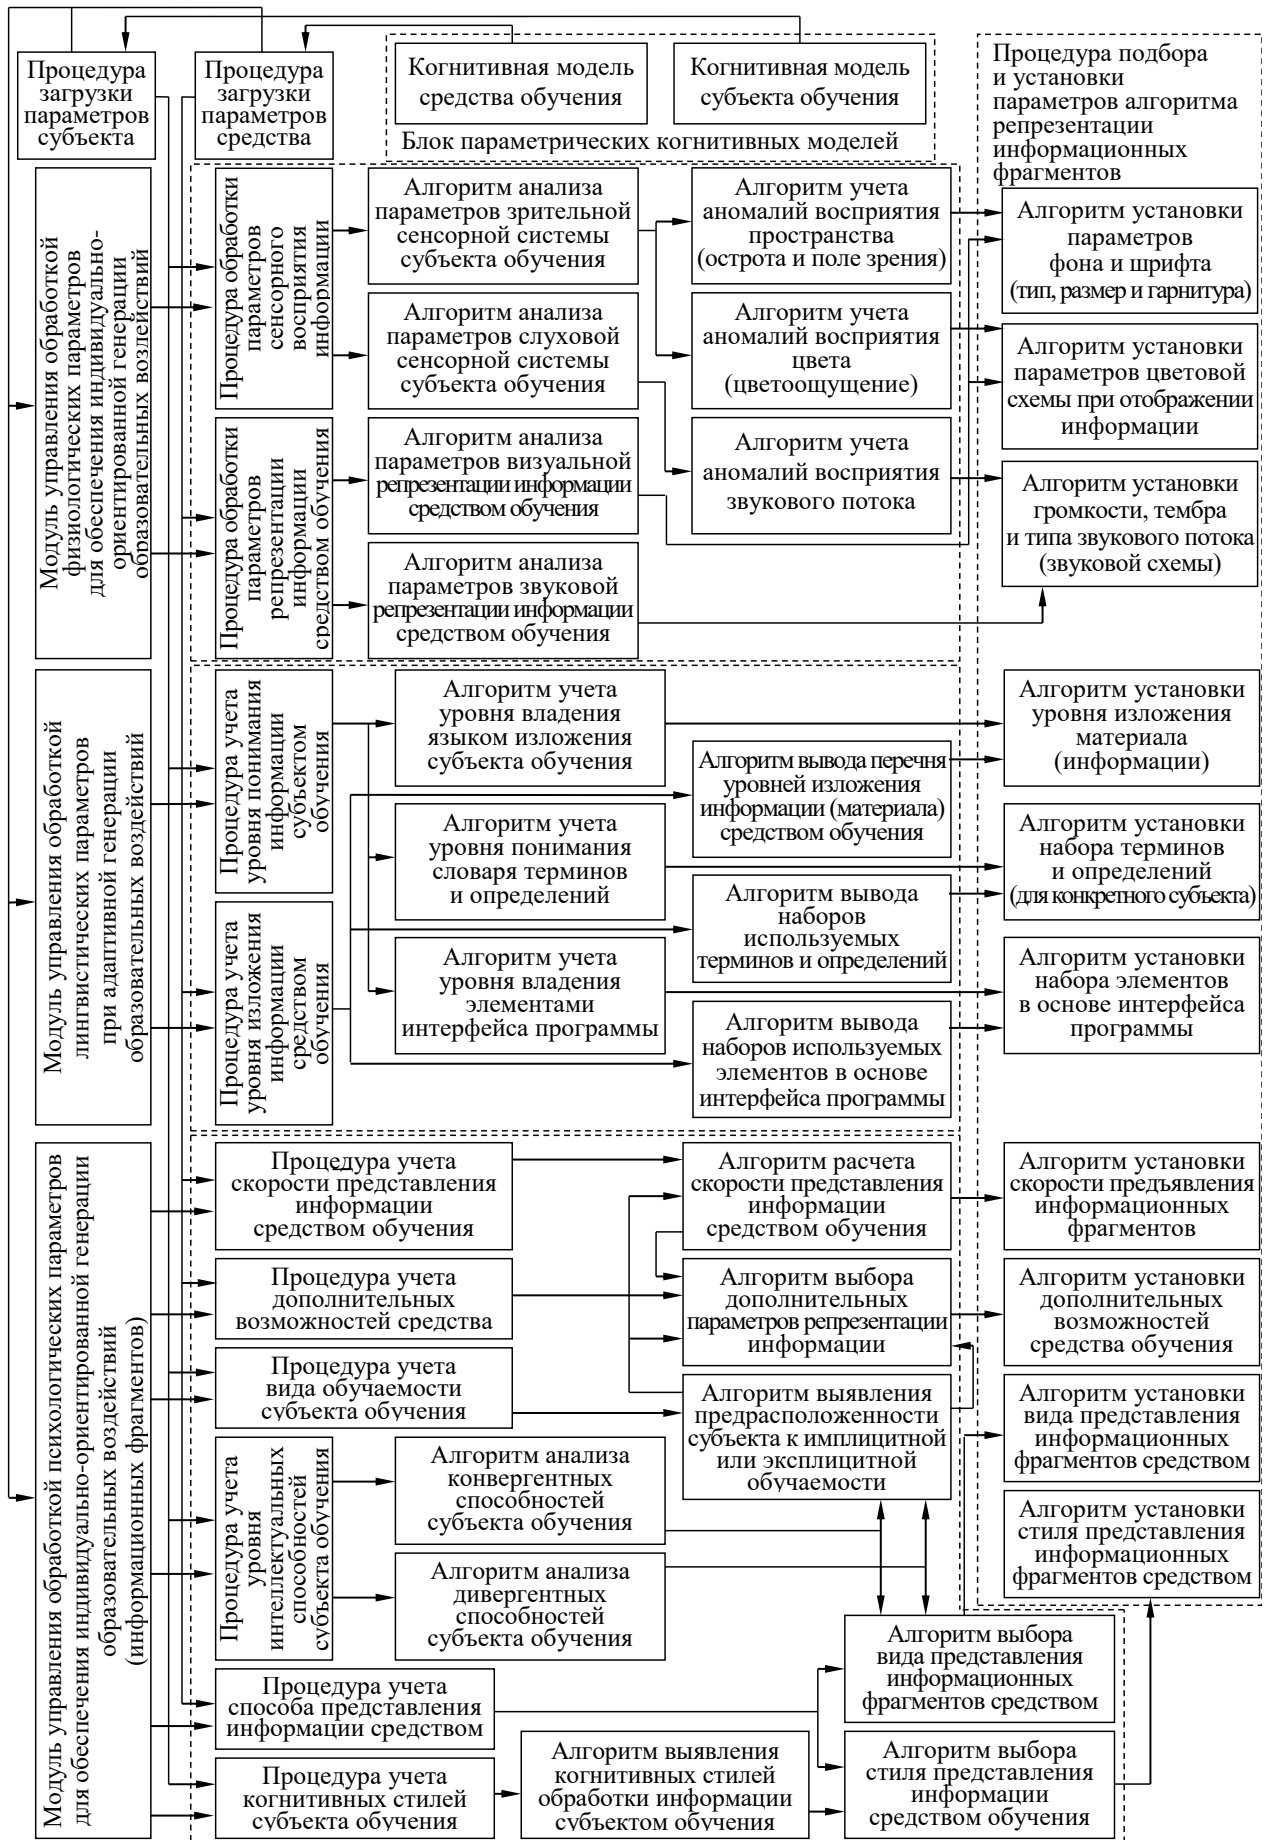 Процедура
загрузки
параметров
субъекта
Процедура
загрузки
параметров
средства
Когнитивная модель
средства обучения
Когнитивная модель
субъекта обучения
Блок параметрических когнитивных моделей
Процедура подбора
и установки
параметров алгоритма
репрезентации
информационных
фрагментов
Модуль управления обработкой
физиологических параметров
для обеспечения индивидуально-
ориентированной генерации
образовательных воздействий
Процедура обработки
параметров
сенсорного
восприятия
информации
Алгоритм анализа
параметров зрительной
сенсорной системы
субъекта обучения
Алгоритм учета
аномалий восприятия
пространства
(острота и поле зрения)
Алгоритм установки
параметров
фона и шрифта
(тип, размер и гарнитура)
Алгоритм анализа
параметров слуховой
сенсорной системы
субъекта обучения
Алгоритм учета
аномалий восприятия
цвета
(цветоощущение)
Алгоритм установки
параметров цветовой
схемы при отображении
информации
Процедура обработки
параметров
репрезентации
информации
средством обучения
Алгоритм анализа
параметров визуальной
репрезентации информации
средством обучения
Алгоритм учета
аномалий восприятия
звукового потока
Алгоритм установки
громкости, тембра
и типа звукового потока
(звуковой схемы)
Алгоритм анализа
параметров звуковой
репрезентации информации
средством обучения
Модуль управления обработкой
лингвистических параметров
при адаптивной генерации
образовательных воздействий
Процедура учета
уровня понимания
информации
субъектом
обучения
Алгоритм учета
уровня владения
языком изложения
субъекта обучения
Алгоритм установки
уровня изложения
материала
(информации)
Алгоритм вывода перечня
уровней изложения
информации (материала)
средством обучения
Алгоритм учета
уровня понимания
словаря терминов
и определений
Алгоритм установки
набора терминов
и определений
(для конкретного субъекта)
Процедура учета
уровня изложения
информации
средством
обучения
Алгоритм вывода
наборов
используемых
терминов и определений
Алгоритм учета
уровня владения
элементами
интерфейса программы
Алгоритм установки
набора элементов
в основе интерфейса
программы
Алгоритм вывода
наборов используемых
элементов в основе
интерфейса программы
Модуль управления обработкой психологических параметров
для обеспечения индивидуально-ориентированной генерации
образовательных воздействий
(информационных фрагментов)
Процедура учета
скорости представления
информации
средством обучения
Алгоритм расчета
скорости представления
информации
средством обучения
Алгоритм установки
скорости предъявления
информационных
фрагментов
Процедура учета
дополнительных
возможностей средства
Алгоритм выбора
дополнительных
параметров репрезентации
информации
Алгоритм установки
дополнительных
возможностей
средства обучения
Процедура учета
вида обучаемости
субъекта обучения
Алгоритм выявления
предрасположенности
субъекта к имплицитной
или эксплицитной
обучаемости
Алгоритм установки
вида представления
информационных
фрагментов средством
Процедура учета
уровня
интеллектуальных
способностей
субъекта обучения
Алгоритм анализа
конвергентных
способностей
субъекта обучения
Алгоритм установки
стиля представления
информационных
фрагментов средством
Алгоритм анализа
дивергентных
способностей
субъекта обучения
Алгоритм выбора
вида представления
информационных
фрагментов средством
Процедура учета
способа представления
информации средством
Процедура учета
когнитивных стилей
субъекта обучения
Алгоритм выявления
когнитивных стилей
обработки информации
субъектом обучения
Алгоритм выбора
стиля представления
информации
средством обучения